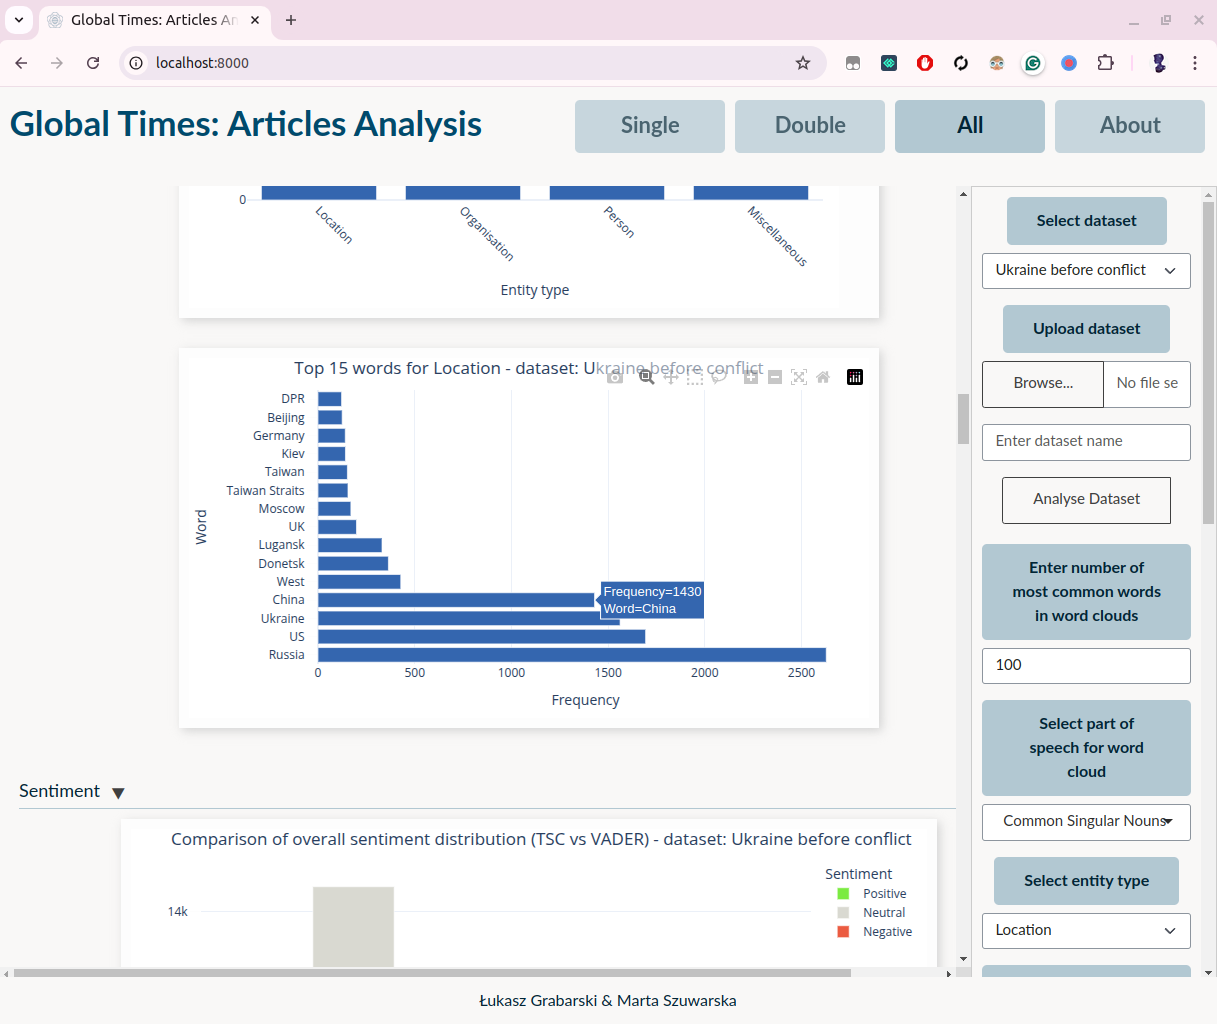 Global Times: Articles An
localhost:8000
Global Times: Articles Analysis
Single
Double
All
About
0
Location
Organisation
Person
Miscellaneous
Entity type
Top 15 words for Location - dataset: Ukraine before conflict
Word
DPR
Beijing
Germany
Kiev
Taiwan
Taiwan Straits
Moscow
UK
Lugansk
Donetsk
West
China
Ukraine
US
Russia
Frequency=1430
Word=China
0
500
1000
1500
2000
2500
Frequency
Sentiment ▼
Comparison of overall sentiment distribution (TSC vs VADER) - dataset: Ukraine before conflict
14k
Sentiment
Positive
Neutral
Negative
Select dataset
Ukraine before conflict
Upload dataset
Browse...
No file se
Enter dataset name
Analyse Dataset
Enter number of
most common words
in word clouds
100
Select part of
speech for word
cloud
Common Singular Nouns
Select entity type
Location
Łukasz Grabarski & Marta Szuwarska